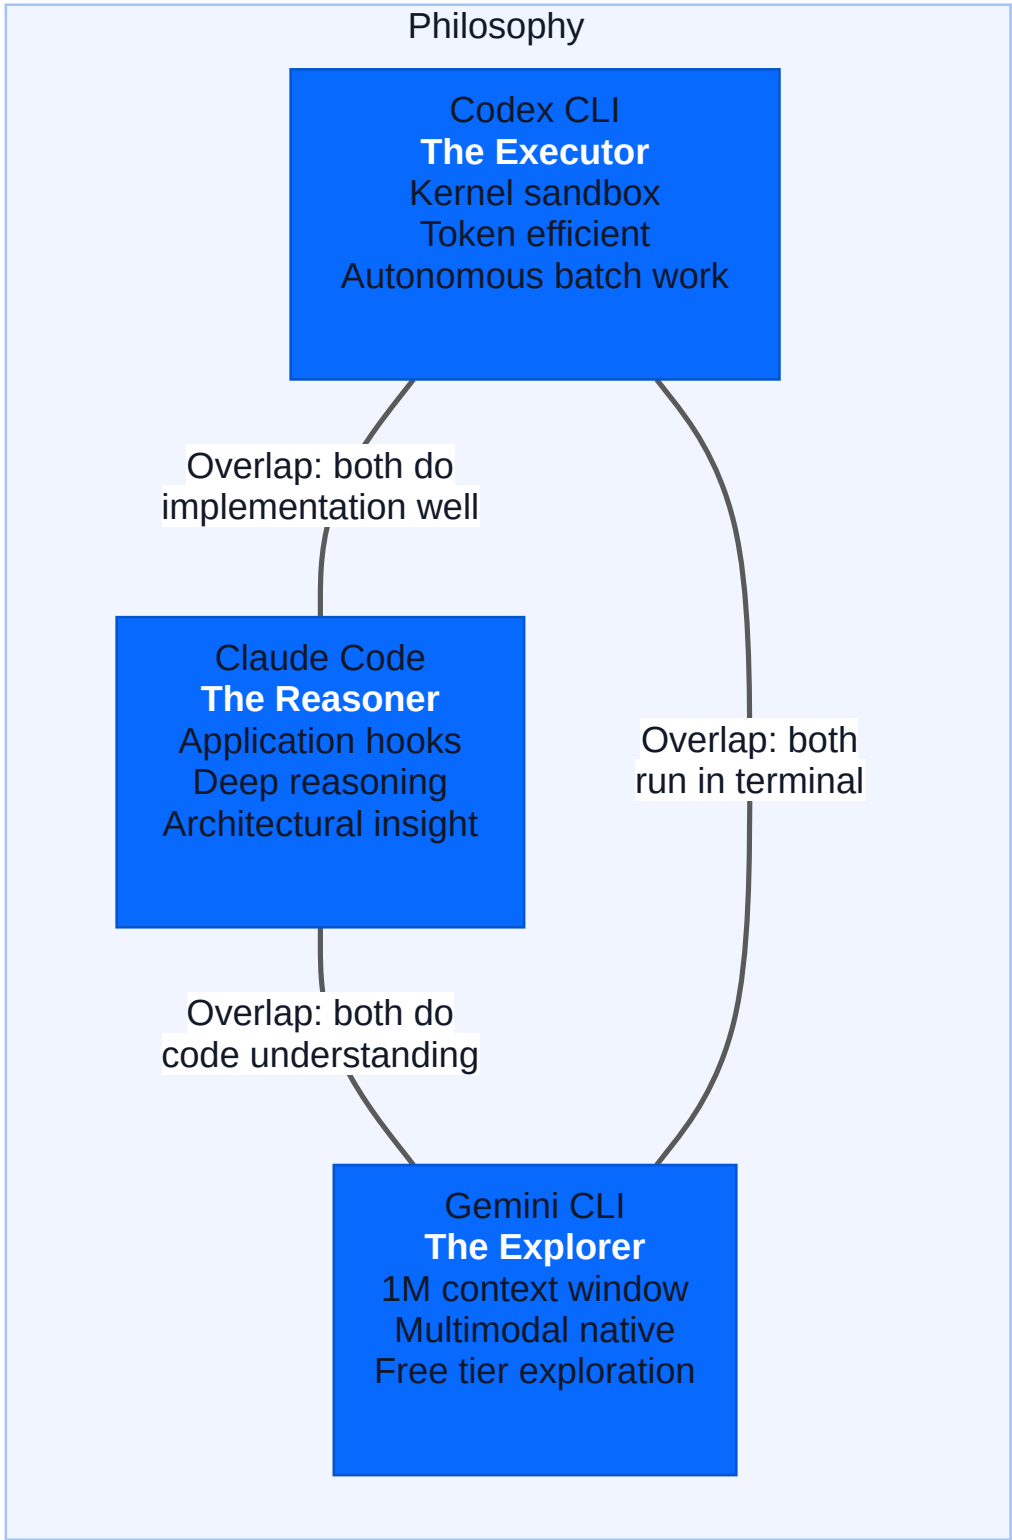 Philosophy
Codex CLI
The Executor
Kernel sandbox
Token efficient
Autonomous batch work
Overlap: both do
implementation well
Claude Code
The Reasoner
Application hooks
Deep reasoning
Architectural insight
Overlap: both
run in terminal
Overlap: both do
code understanding
Gemini CLI
The Explorer
1M context window
Multimodal native
Free tier exploration